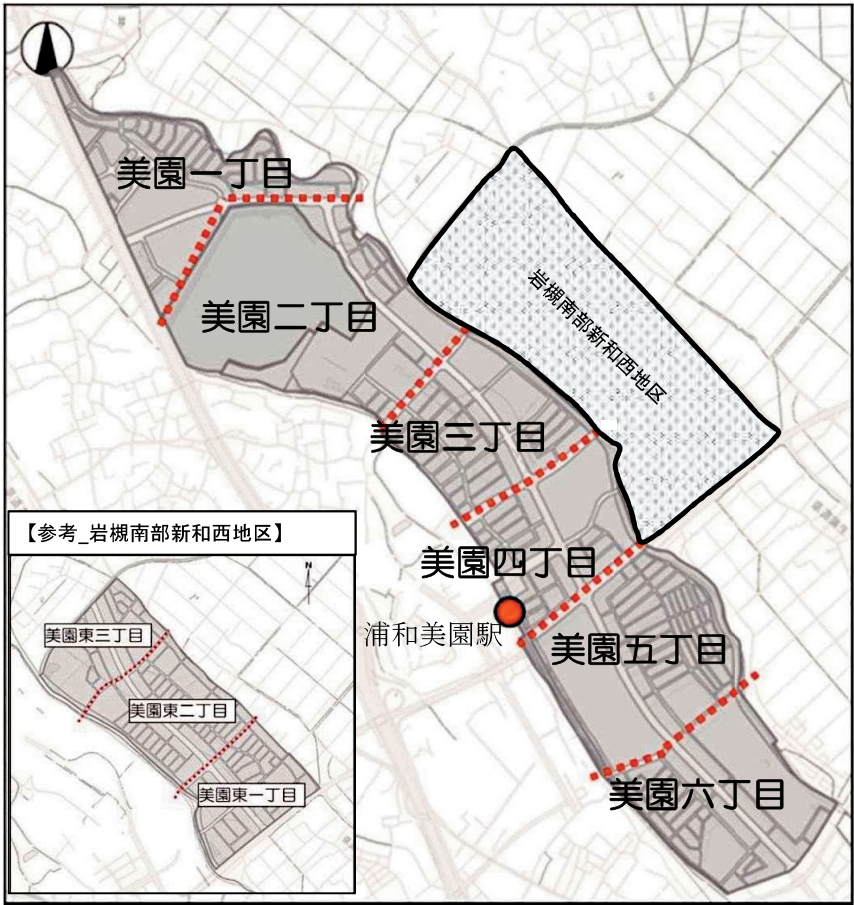 美園一丁目
美園二丁目
岩槻南部新和西地区
美園三丁目
美園四丁目
浦和美園駅
美園五丁目
美園六丁目
【参考_岩槻南部新和西地区】
N
美園東三丁目
美園東二丁目
美園東一丁目